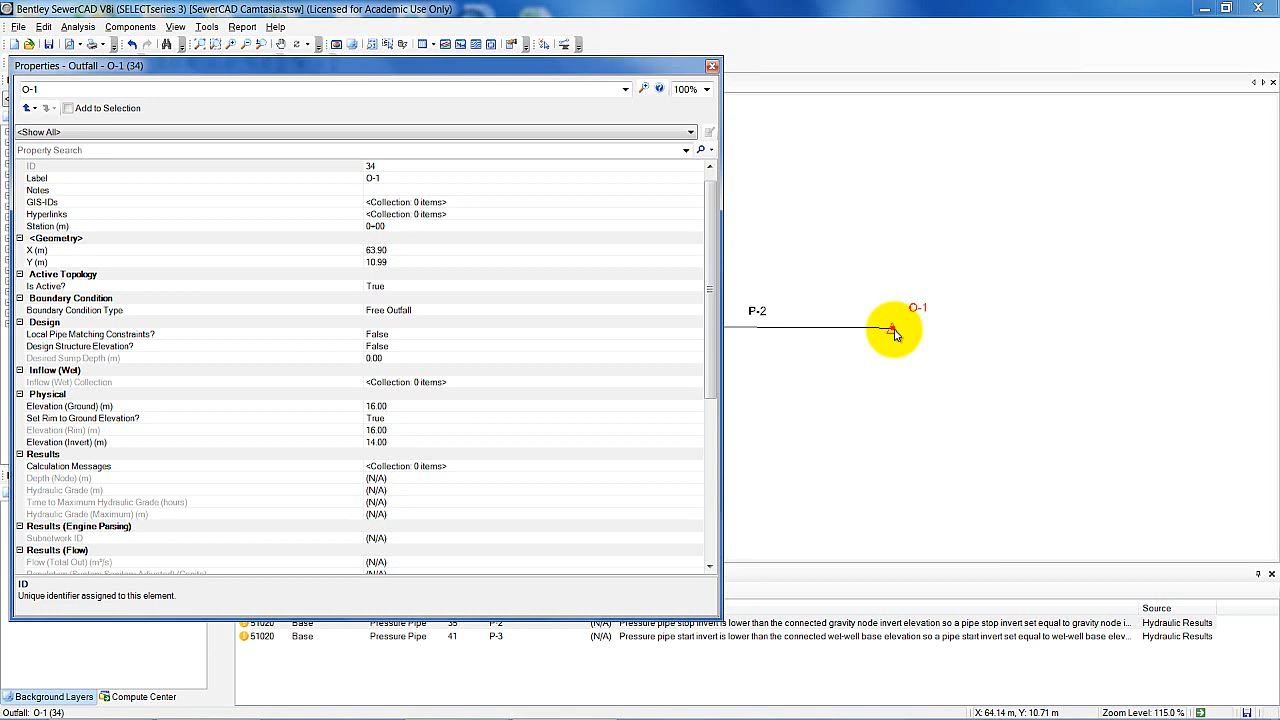 Bentley SewerCAD V8i (SELECTseries 3) [SewerCAD Camtasia.stsw] (Licensed for Academic Use Only)
File Edit Analysis Components View Tools Report Help
Properties - Outfall - O-1 (34)
O-1 100%
Add to Selection
<Show All>
Property Search
ID 34
Label O-1
Notes
GIS-IDs <Collection: 0 items>
Hyperlinks <Collection: 0 items>
Station (m) 0+00
<Geometry>
X (m) 63.90
Y (m) 10.99
Active Topology
Is Active? True
Boundary Condition
Boundary Condition Type Free Outfall
Design
Local Pipe Matching Constraints? False
Design Structure Elevation? False
Desired Sump Depth (m) 0.00
Inflow (Wet)
Inflow (Wet) Collection <Collection: 0 items>
Physical
Elevation (Ground) (m) 16.00
Set Rim to Ground Elevation? True
Elevation (Rim) (m) 16.00
Elevation (Invert) (m) 14.00
Results
Calculation Messages <Collection: 0 items>
Depth (Node) (m) (N/A)
Hydraulic Grade (m) (N/A)
Time to Maximum Hydraulic Grade (hours) (N/A)
Hydraulic Grade (Maximum) (m) (N/A)
Results (Engine Parsing)
Subnetwork ID (N/A)
Results (Flow)
Flow (Total Out) (m³/s) (N/A)
ID
Unique identifier assigned to this element.
P-2
O-1
Source
51020 Base Pressure Pipe 35 P-2 (N/A) Pressure pipe stop invert is lower than the connected gravity node invert elevation so a pipe stop invert set equal to gravity node i... Hydraulic Results
51020 Base Pressure Pipe 41 P-3 (N/A) Pressure pipe start invert is lower than the connected wet-well base elevation so a pipe start invert set equal to wet-well base elev... Hydraulic Results
Background Layers Compute Center
Outfall: O-1 (34) X: 64.14 m, Y: 10.71 m Zoom Level: 115.0 %